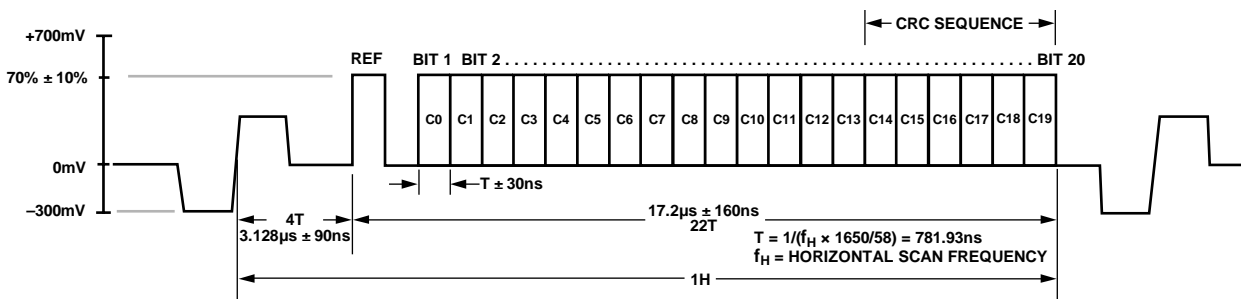 CRC SEQUENCE
+700mV
REF
BIT 1 BIT 2 . . . . . . . . . . . . . . . . . . . . . . . . . . . . . . . . . . . . . . . . . . . . . . . . . . . . . . . . . . . . . . BIT 20
70% ± 10%
C0 C1 C2 C3 C4 C5 C6 C7 C8 C9 C10 C11 C12 C13 C14 C15 C16 C17 C18 C19
0mV
T ± 30ns
–300mV
4T
3.128µs ± 90ns
17.2µs ± 160ns
22T
T = 1/(fH × 1650/58) = 781.93ns
fH = HORIZONTAL SCAN FREQUENCY
1H